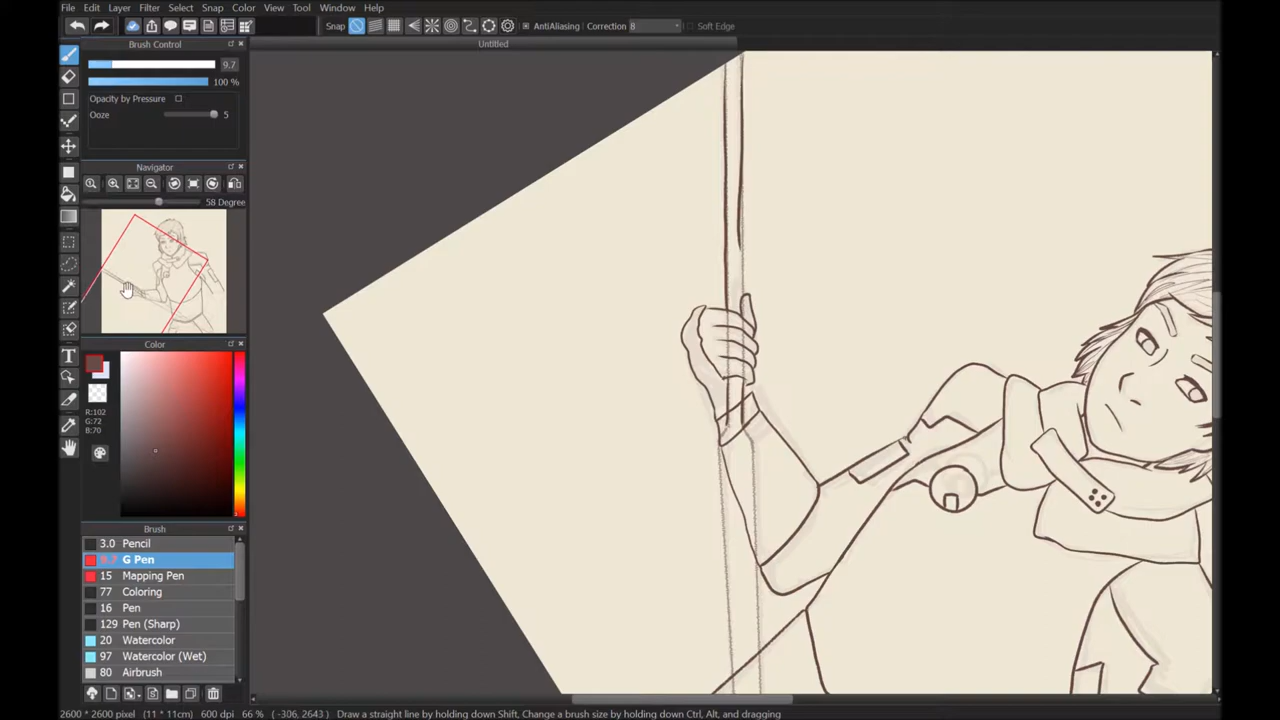 File Edit Layer Filter Select Snap Color View Tool Window Help
Snap AntiAliasing Correction 8 Soft Edge
Brush Control
Untitled
9.7
100 %
Opacity by Pressure
Ooze 5
Navigator
58 Degree
Color
R:102
G:72
B:70
Brush
3.0 Pencil
9.7 G Pen
15 Mapping Pen
77 Coloring
16 Pen
129 Pen (Sharp)
20 Watercolor
97 Watercolor (Wet)
80 Airbrush
2600 * 2600 pixel (11 * 11cm) 600 dpi 66 % ( -306, 2643 ) Draw a straight line by holding down Shift, Change a brush size by holding down Ctrl, Alt, and dragging